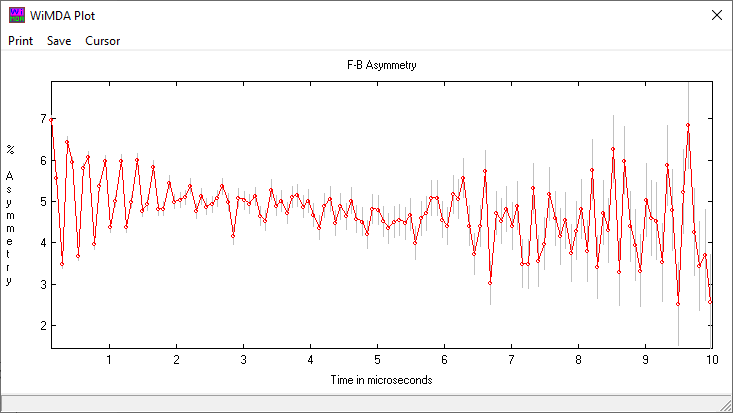 WiMDA Plot
Print Save Cursor
F-B Asymmetry
% Asymmetry
7
6
5
4
3
2
1 2 3 4 5 6 7 8 9 10
Time in microseconds